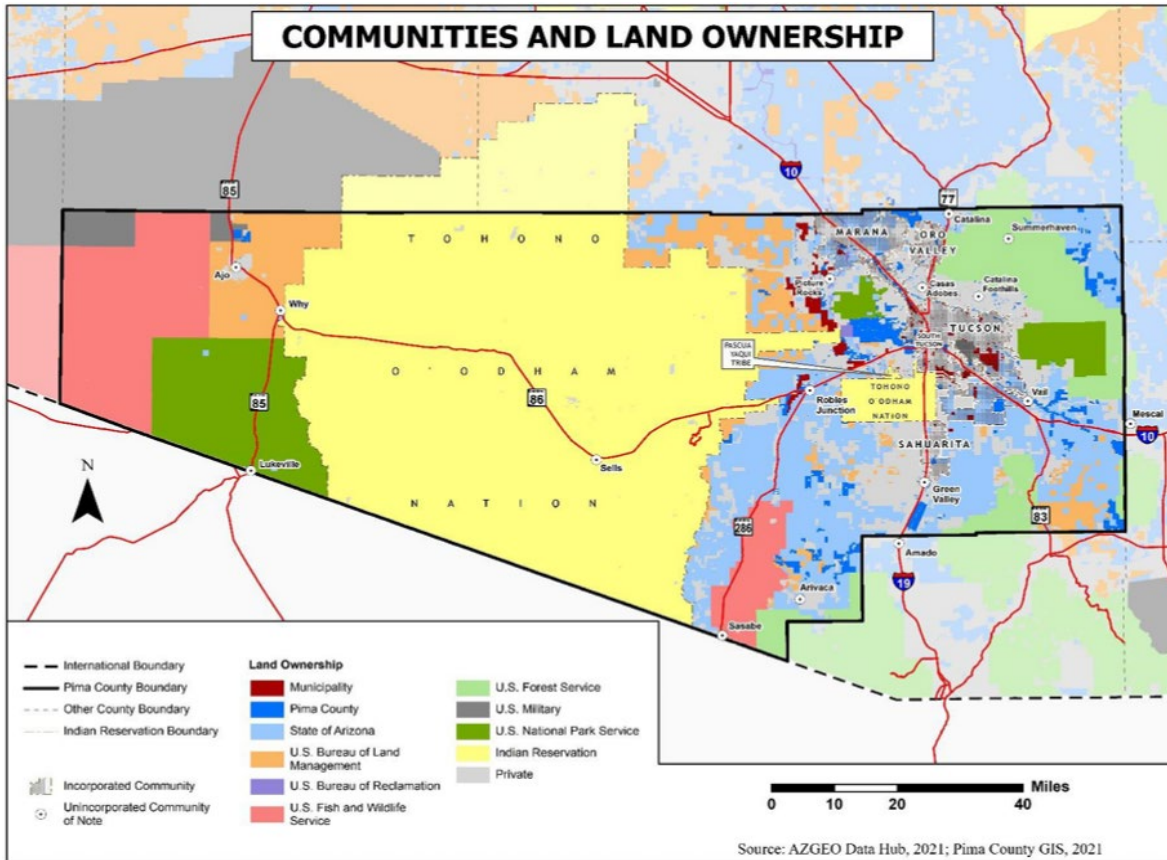 COMMUNITIES AND LAND OWNERSHIP
85
10
77
Catalina
MARANA
ORO
VALLEY
Summerhaven
TOHONO
Ajo
Picture
Rocks
Casas
Adobes
Catalina
Foothills
Why
TUCSON
SOUTH
TUCSON
PASCUA
YAQUI
TRIBE
O'ODHAM
86
85
TOHONO
O'ODHAM
NATION
Robles
Junction
Vail
Mescal
10
SAHUARITA
Lukeville
Sells
N
Green
Valley
NATION
286
83
Amado
19
Arivaca
Sasabe
International Boundary
Pima County Boundary
Other County Boundary
Indian Reservation Boundary
Incorporated Community
Unincorporated Community
of Note
Land Ownership
Municipality
Pima County
State of Arizona
U.S. Bureau of Land
Management
U.S. Bureau of Reclamation
U.S. Fish and Wildlife
Service
U.S. Forest Service
U.S. Military
U.S. National Park Service
Indian Reservation
Private
Miles
0 10 20 40
Source: AZGEO Data Hub, 2021; Pima County GIS, 2021